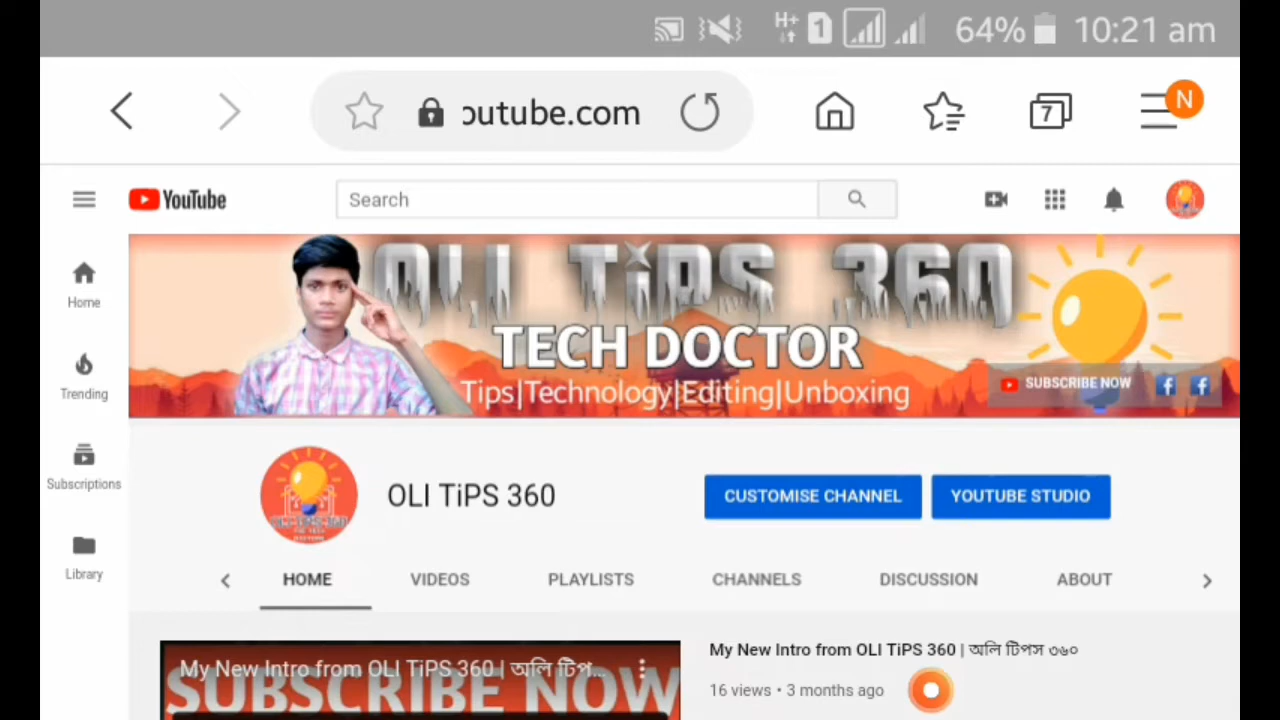 1 64% 10:21 am
outube.com
7
N
YouTube
Search
OLI TiPS 360
TECH DOCTOR
Tips|Technology|Editing|Unboxing
SUBSCRIBE NOW
Home
Trending
Subscriptions
Library
OLI TiPS 360
CUSTOMISE CHANNEL
YOUTUBE STUDIO
HOME
VIDEOS
PLAYLISTS
CHANNELS
DISCUSSION
ABOUT
My New Intro from OLI TiPS 360 | অলি টিপ...
SUBSCRIBE NOW
My New Intro from OLI TiPS 360 | অলি টিপস ৩৬০
16 views • 3 months ago